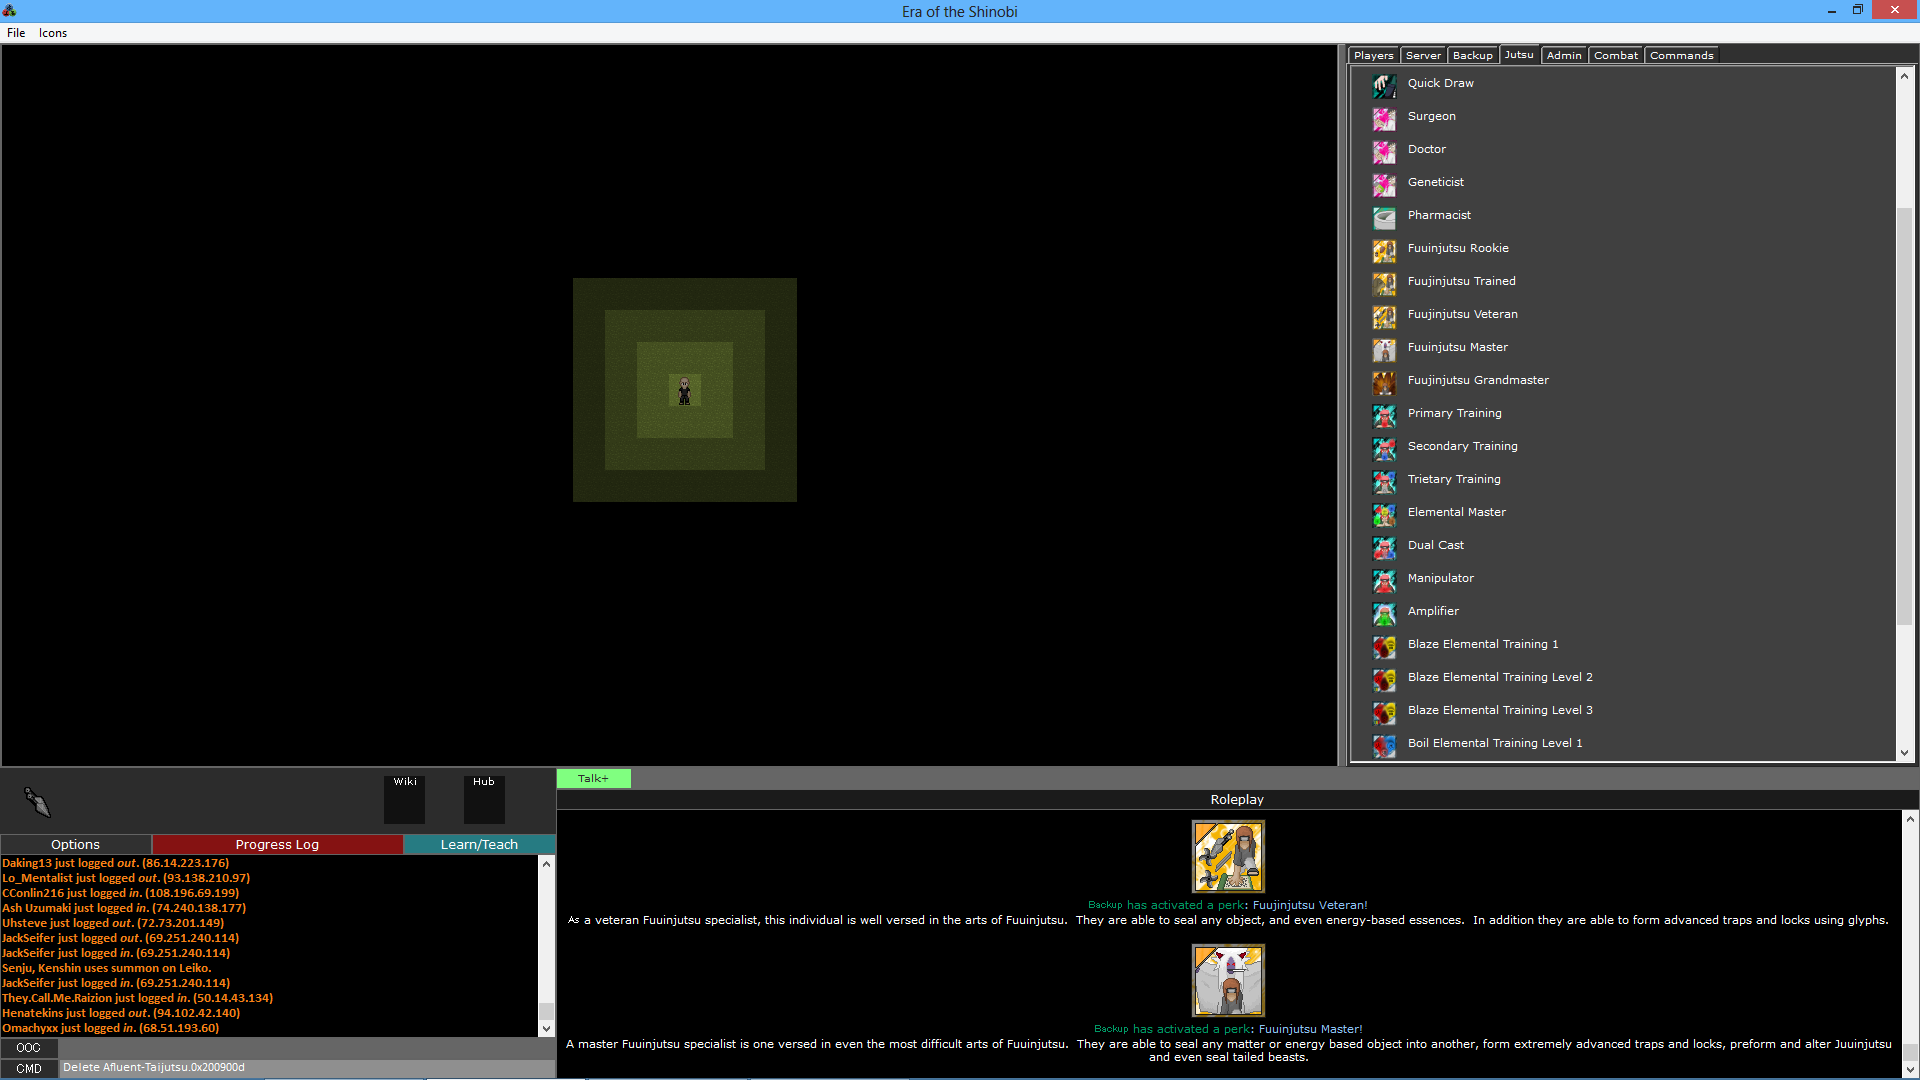 Era of the Shinobi
File Icons
Players Server Backup Jutsu Admin Combat Commands
Quick Draw
Surgeon
Doctor
Geneticist
Pharmacist
Fuuinjutsu Rookie
Fuujinjutsu Trained
Fuujinjutsu Veteran
Fuuinjutsu Master
Fuujinjutsu Grandmaster
Primary Training
Secondary Training
Trietary Training
Elemental Master
Dual Cast
Manipulator
Amplifier
Blaze Elemental Training 1
Blaze Elemental Training Level 2
Blaze Elemental Training Level 3
Boil Elemental Training Level 1
Wiki Hub
Options Progress Log Learn/Teach
Daking13 just logged out. (86.14.223.176)
Lo_Mentalist just logged out. (93.138.210.97)
CConlin216 just logged in. (108.196.69.199)
Ash Uzumaki just logged in. (74.240.138.177)
Uhsteve just logged out. (72.73.201.149)
JackSeifer just logged out. (69.251.240.114)
JackSeifer just logged in. (69.251.240.114)
Senju, Kenshin uses summon on Leiko.
JackSeifer just logged in. (69.251.240.114)
They.Call.Me.Raizion just logged in. (50.14.43.134)
Henatekins just logged out. (94.102.42.140)
Omachyxx just logged in. (68.51.193.60)
OOC
CMD Delete Afluent-Taijutsu.0x200900d
Talk+
Roleplay
Backup has activated a perk: Fuujinjutsu Veteran!
As a veteran Fuuinjutsu specialist, this individual is well versed in the arts of Fuuinjutsu. They are able to seal any object, and even energy-based essences. In addition they are able to form advanced traps and locks using glyphs.
Backup has activated a perk: Fuuinjutsu Master!
A master Fuuinjutsu specialist is one versed in even the most difficult arts of Fuuinjutsu. They are able to seal any matter or energy based object into another, form extremely advanced traps and locks, preform and alter Juuinjutsu
and even seal tailed beasts.